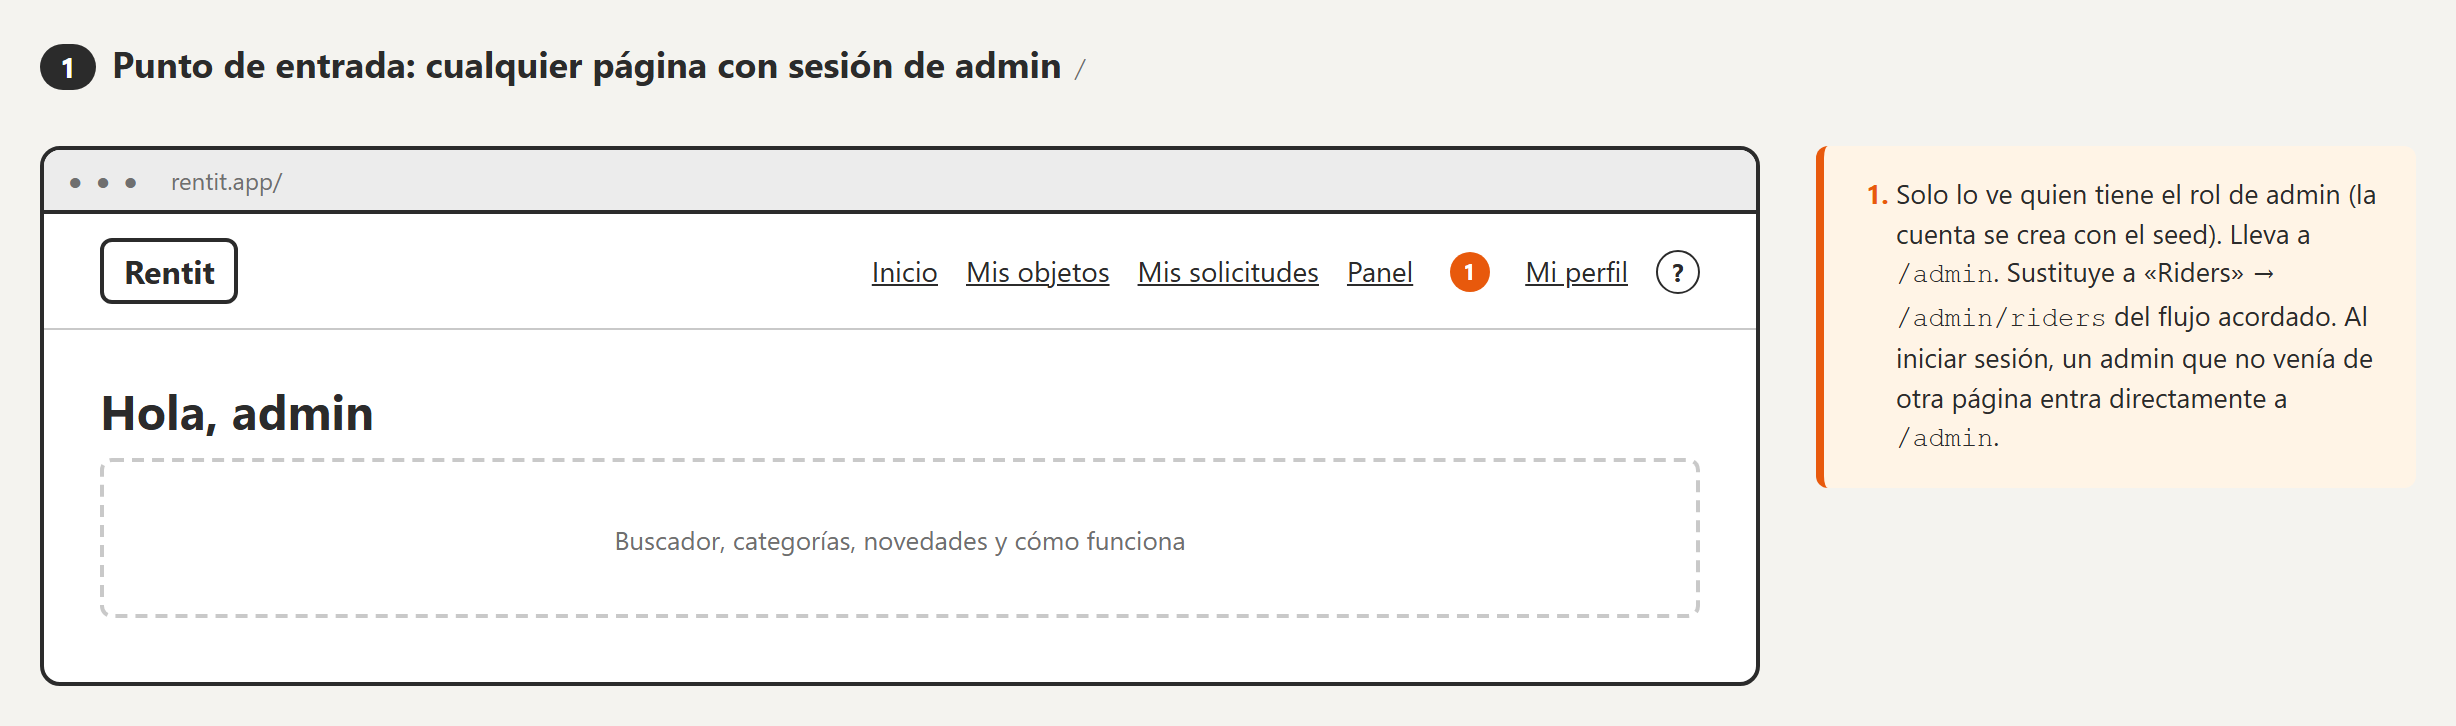 1 Punto de entrada: cualquier página con sesión de admin /
rentit.app/
Rentit
Inicio Mis objetos Mis solicitudes Panel 1 Mi perfil ?
Hola, admin
Buscador, categorías, novedades y cómo funciona
1. Solo lo ve quien tiene el rol de admin (la
cuenta se crea con el seed). Lleva a
/admin. Sustituye a «Riders» →
/admin/riders del flujo acordado. Al
iniciar sesión, un admin que no venía de
otra página entra directamente a
/admin.